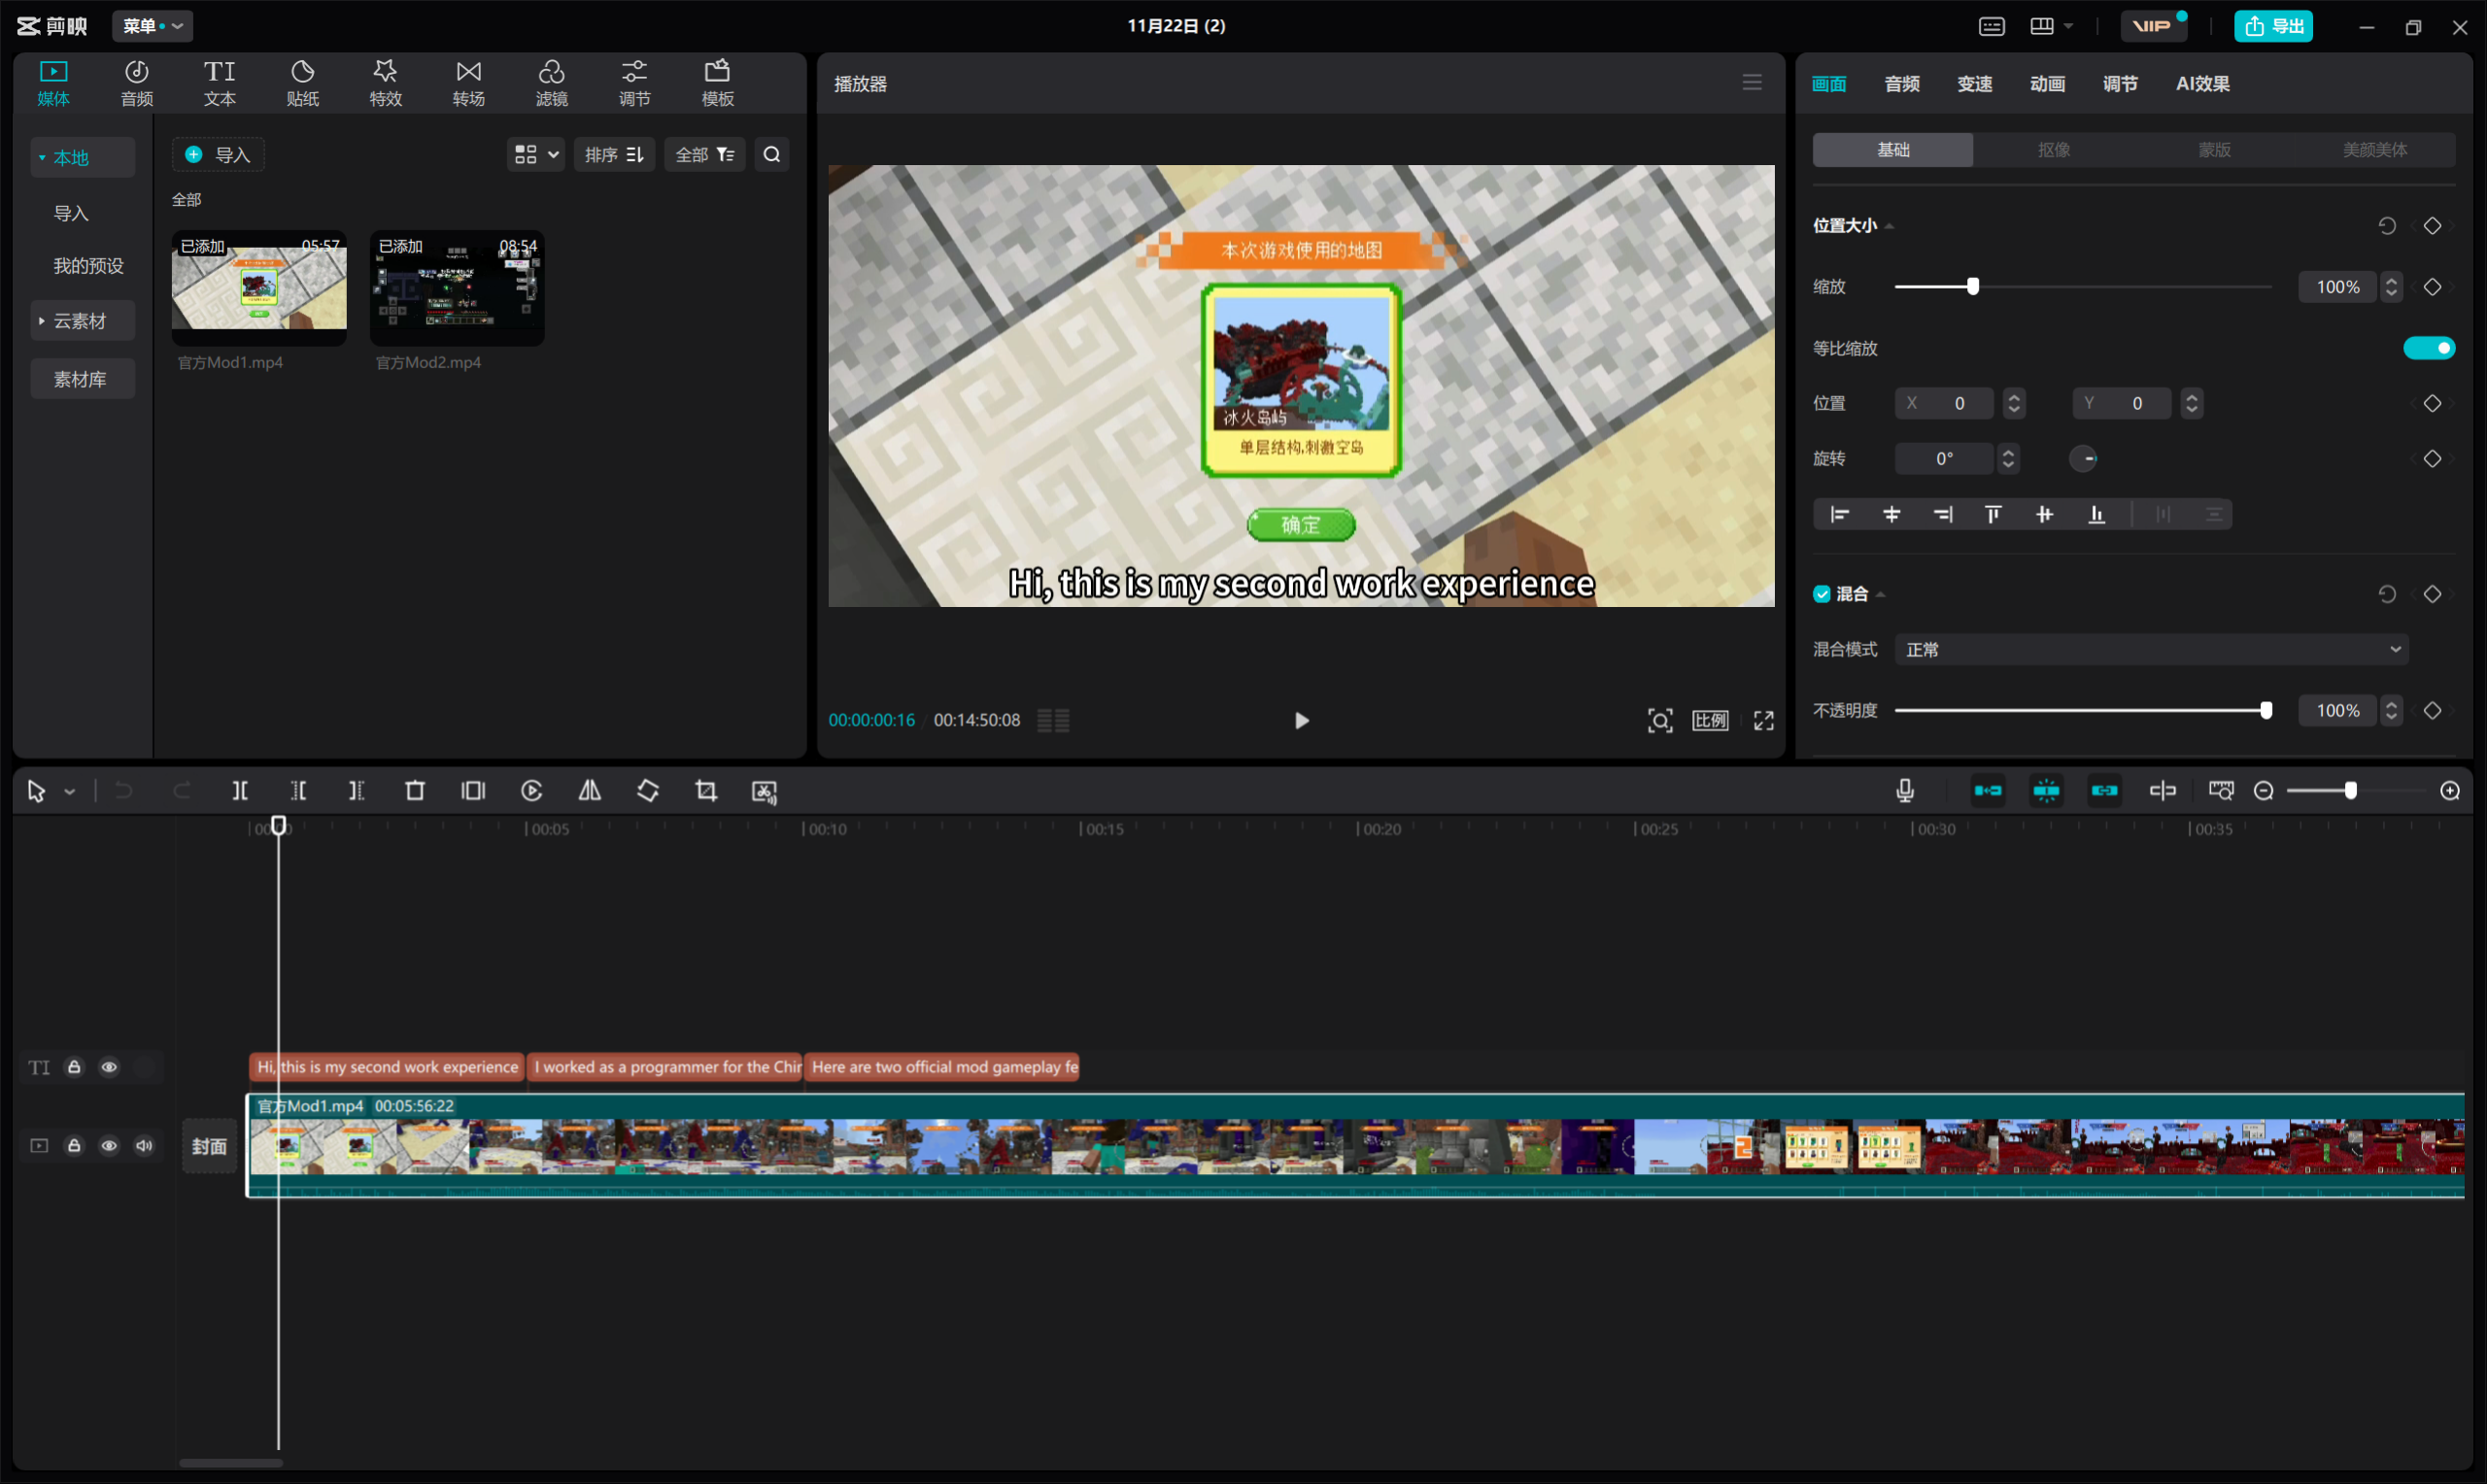 剪映
菜单
11月22日 (2)
VIP
导出
媒体
音频
文本
贴纸
特效
转场
滤镜
调节
模板
本地
导入
我的预设
云素材
素材库
导入
排序
全部
全部
已添加 05:57
官方Mod1.mp4
已添加 08:54
官方Mod2.mp4
播放器
本次游戏使用的地图
冰火岛屿
单层结构,刺激空岛
确定
Hi, this is my second work experience
00:00:00:16
00:14:50:08
比例
画面 音频 变速 动画 调节 AI效果
基础 抠像 蒙版 美颜美体
位置大小
缩放 100%
等比缩放
位置 X 0 Y 0
旋转 0°
混合
混合模式 正常
不透明度 100%
00:05 00:10 00:15 00:20 00:25 00:30 00:35
TI
Hi, this is my second work experience
I worked as a programmer for the Chin
Here are two official mod gameplay fe
封面
官方Mod1.mp4 00:05:56:22